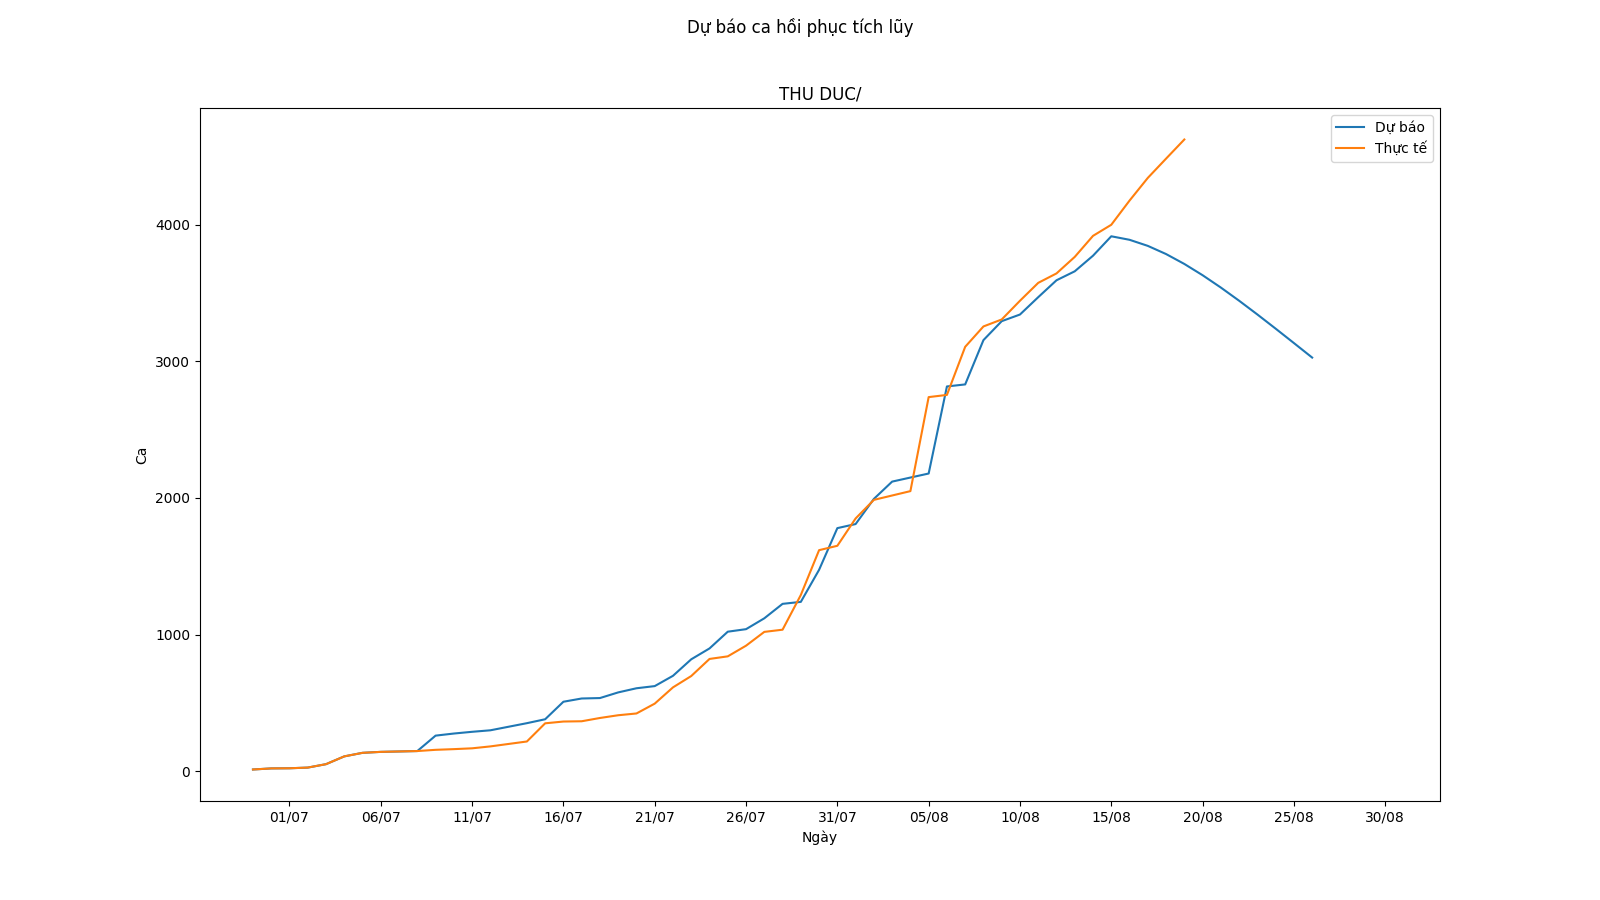 Dự báo ca hồi phục tích lũy
THU DUC/
Dự báo
Thực tế
4000
3000
2000
1000
0
Ca
01/07 06/07 11/07 16/07 21/07 26/07 31/07 05/08 10/08 15/08 20/08 25/08 30/08
Ngày